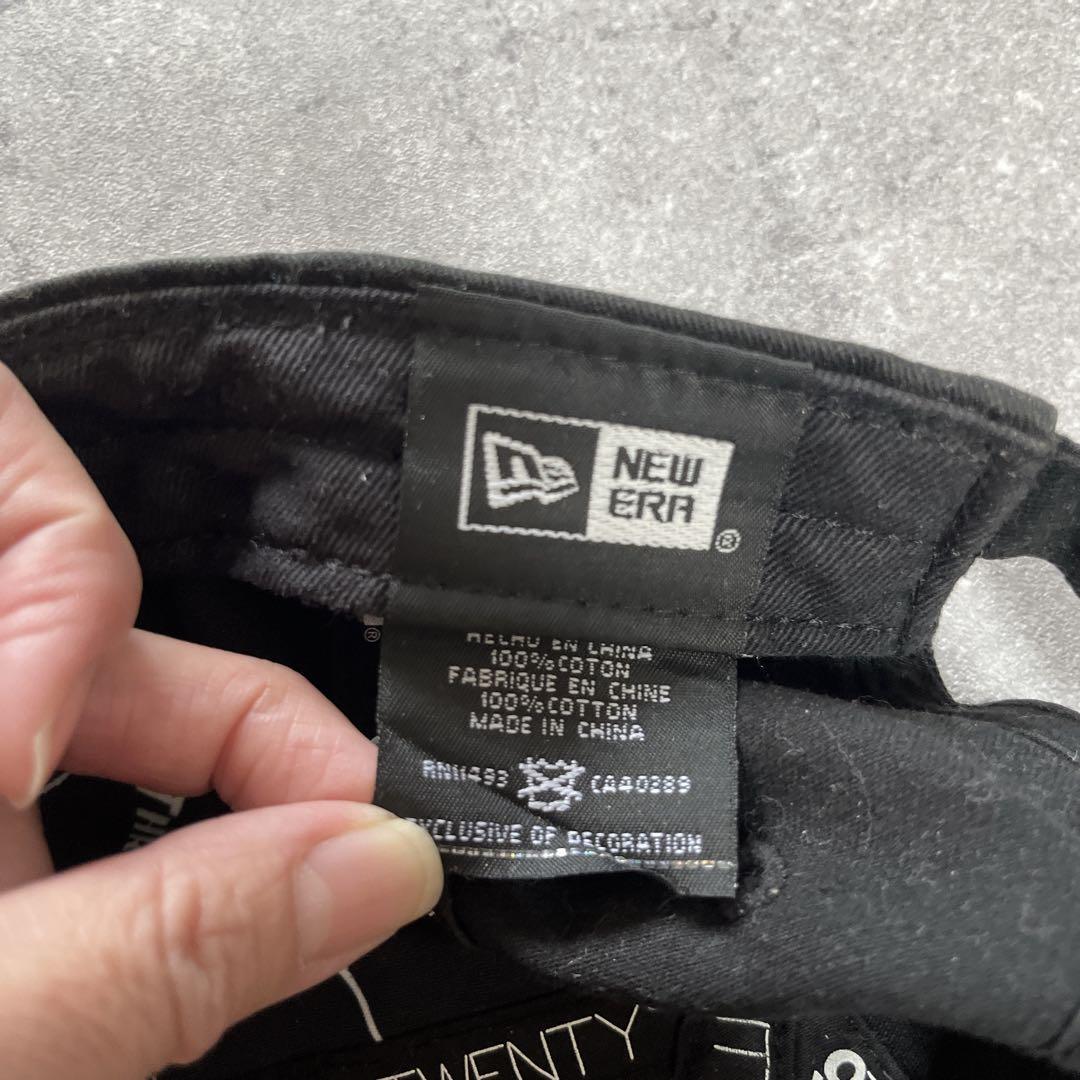 NEW
ERA
®
®
HECHO EN CHINA
100%COTON
FABRIQUE EN CHINE
100%COTTON
MADE IN CHINA
RN11493 CA40289
EXCLUSIVE OF DECORATION
TWENTY